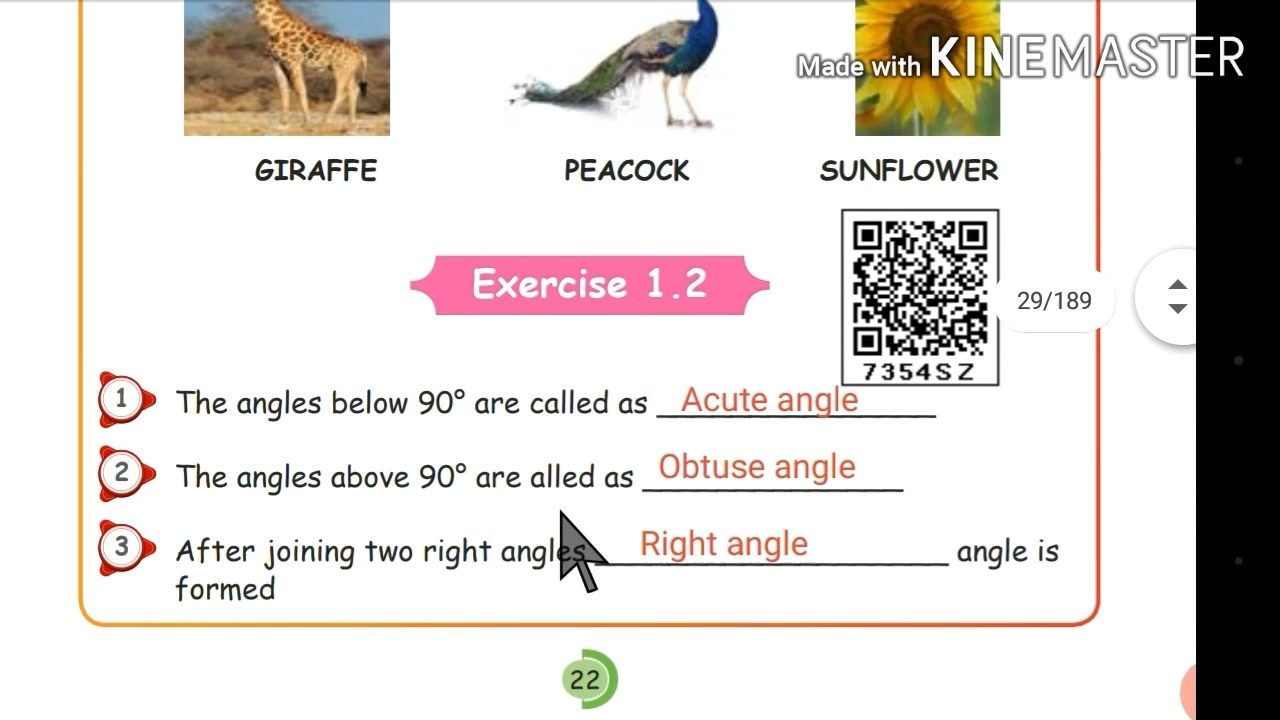 Made with KINEMASTER
GIRAFFE PEACOCK SUNFLOWER
Exercise 1.2
29/189
7354SZ
1 The angles below 90° are called as Acute angle
2 The angles above 90° are alled as Obtuse angle
3 After joining two right angles Right angle angle is
formed
22